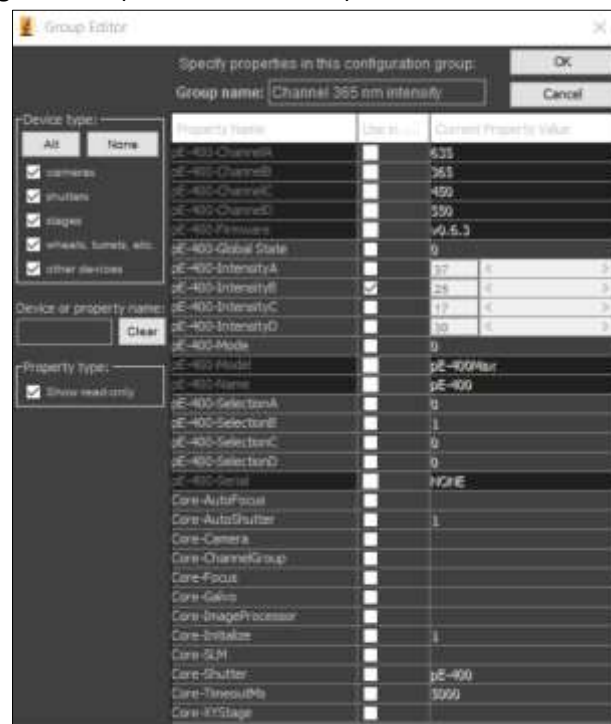 Group Editor
Specify properties in this configuration group:
OK
Group name: Channel 365 nm intensity
Cancel
Device type:
All None
cameras
shutters
stages
wheels, turrets, etc.
other devices
Device or property name:
Clear
Property type:
Show read-only
Property Name Use in ... Current Property Value
pE-400-ChannelA 635
pE-400-ChannelB 365
pE-400-ChannelC 450
pE-400-ChannelD 550
pE-400-Firmware v0.6.3
pE-400-Global State 0
pE-400-IntensityA 37
pE-400-IntensityB 25
pE-400-IntensityC 17
pE-400-IntensityD 30
pE-400-Mode 0
pE-400-Model pE-400Max
pE-400-Name pE-400
pE-400-SelectionA 0
pE-400-SelectionB 1
pE-400-SelectionC 0
pE-400-SelectionD 0
pE-400-Serial NONE
Core-AutoFocus
Core-AutoShutter 1
Core-Camera
Core-ChannelGroup
Core-Focus
Core-Galvo
Core-ImageProcessor
Core-Initialize 1
Core-SLM
Core-Shutter pE-400
Core-TimeoutMs 5000
Core-XYStage